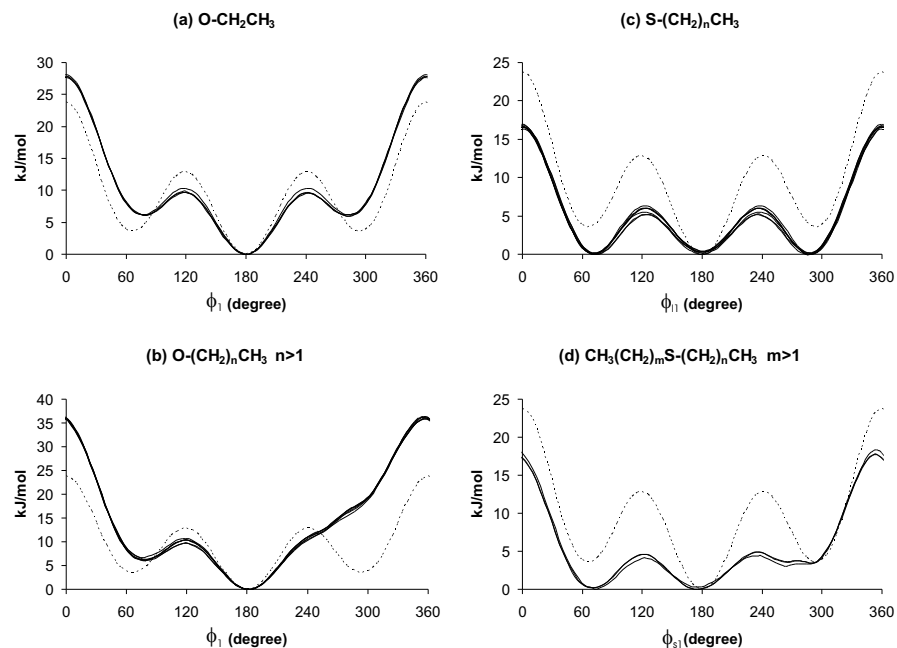 (a) O-CH₂CH₃
kJ/mol
30
25
20
15
10
5
0
0 60 120 180 240 300 360
ϕ₁ (degree)
(c) S-(CH₂)ₙCH₃
kJ/mol
25
20
15
10
5
0
0 60 120 180 240 300 360
ϕₗ₁ (degree)
(b) O-(CH₂)ₙCH₃ n>1
kJ/mol
40
35
30
25
20
15
10
5
0
0 60 120 180 240 300 360
ϕ₁ (degree)
(d) CH₃(CH₂)ₘS-(CH₂)ₙCH₃ m>1
kJ/mol
25
20
15
10
5
0
0 60 120 180 240 300 360
ϕₛ₁(degree)